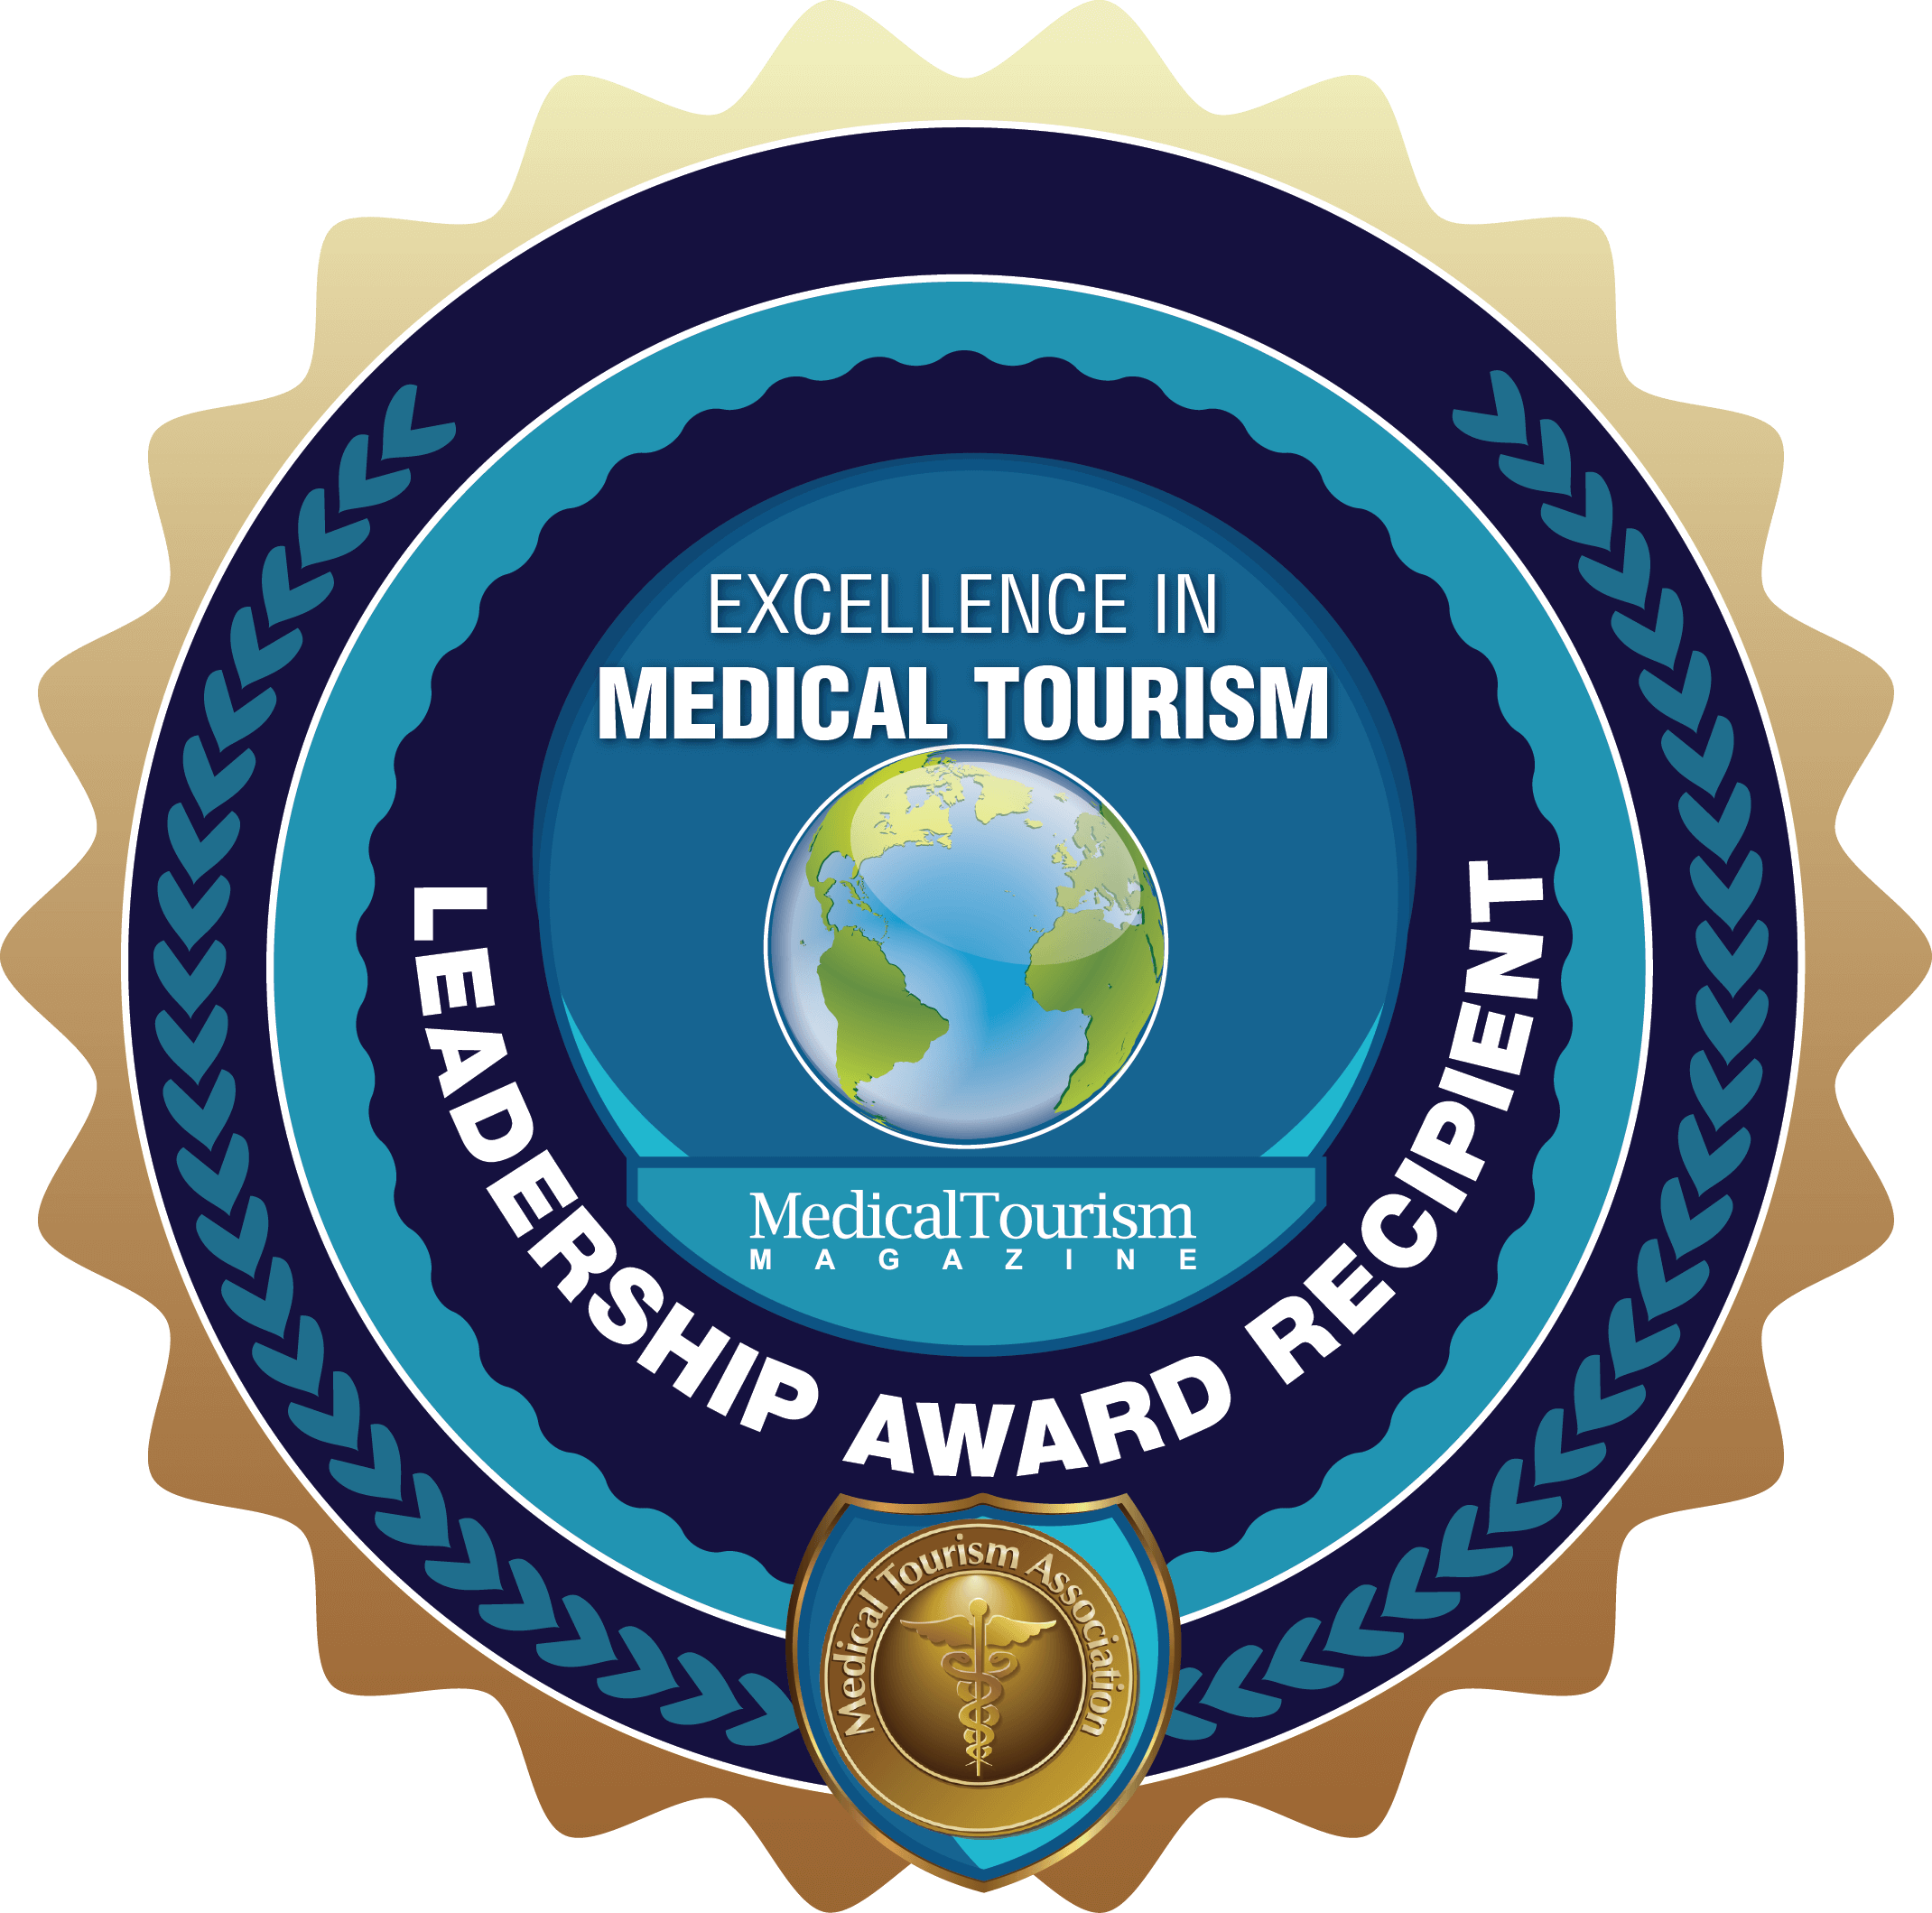 EXCELLENCE IN
MEDICAL TOURISM
MedicalTourism
MAGAZINE
LEADERSHIP AWARD RECIPIENT
Medical Tourism Association